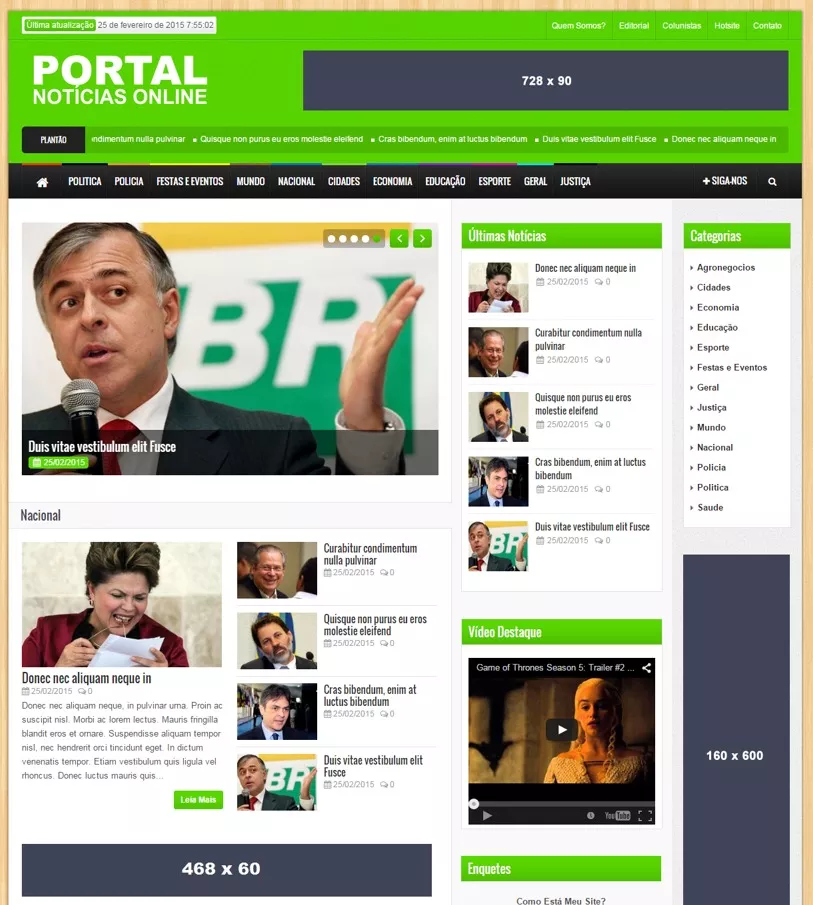 Última atualização 25 de fevereiro de 2015 7:55:02
Quem Somos? Editorial Colunistas Hotsite Contato
PORTAL
NOTÍCIAS ONLINE
728 x 90
PLANTÃO
ndimentum nulla pulvinar Quisque non purus eu eros molestie eleifend Cras bibendum, enim at luctus bibendum Duis vitae vestibulum elit Fusce Donec nec aliquam neque in
POLITICA POLICIA FESTAS E EVENTOS MUNDO NACIONAL CIDADES ECONOMIA EDUCAÇÃO ESPORTE GERAL JUSTIÇA + SIGA-NOS
BR
Duis vitae vestibulum elit Fusce
25/02/2015
Nacional
Donec nec aliquam neque in
25/02/2015 0
Donec nec aliquam neque, in pulvinar urna. Proin ac
suscipit nisl. Morbi ac lorem lectus. Mauris fringilla
blandit eros et ornare. Suspendisse aliquam tempor
nisl, nec hendrerit orci tincidunt eget. In dictum
venenatis tempor. Etiam vestibulum quis ligula vel
rhoncus. Donec luctus mauris quis...
Leia Mais
Curabitur condimentum
nulla pulvinar
25/02/2015 0
Quisque non purus eu eros
molestie eleifend
25/02/2015 0
Cras bibendum, enim at
luctus bibendum
25/02/2015 0
BR
Duis vitae vestibulum elit
Fusce
25/02/2015 0
468 x 60
Últimas Notícias
Donec nec aliquam neque in
25/02/2015 0
Curabitur condimentum nulla
pulvinar
25/02/2015 0
Quisque non purus eu eros
molestie eleifend
25/02/2015 0
Cras bibendum, enim at luctus
bibendum
25/02/2015 0
BR
Duis vitae vestibulum elit Fusce
25/02/2015 0
Vídeo Destaque
Game of Thrones Season 5: Trailer #2 ...
YouTube
Enquetes
Como Está Meu Site?
Categorias
Agronegocios
Cidades
Economia
Educação
Esporte
Festas e Eventos
Geral
Justiça
Mundo
Nacional
Policia
Politica
Saude
160 x 600